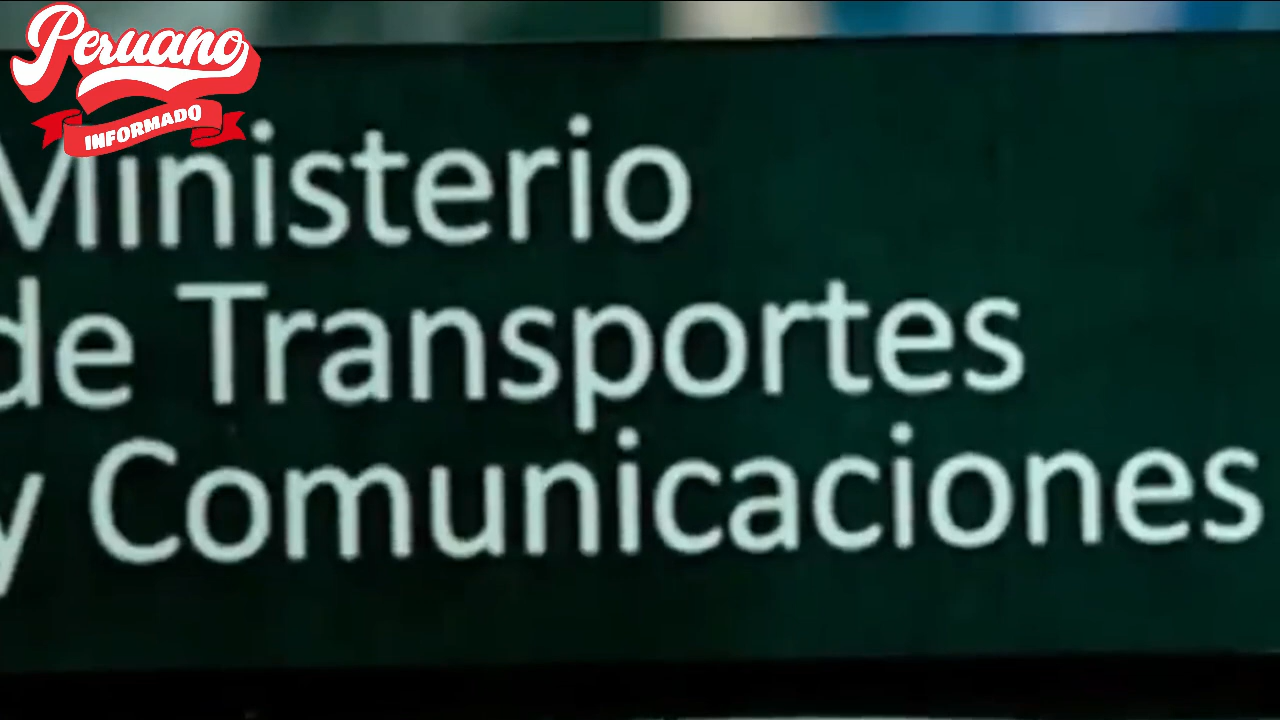 Peruano
INFORMADO
Ministerio
de Transportes
y Comunicaciones